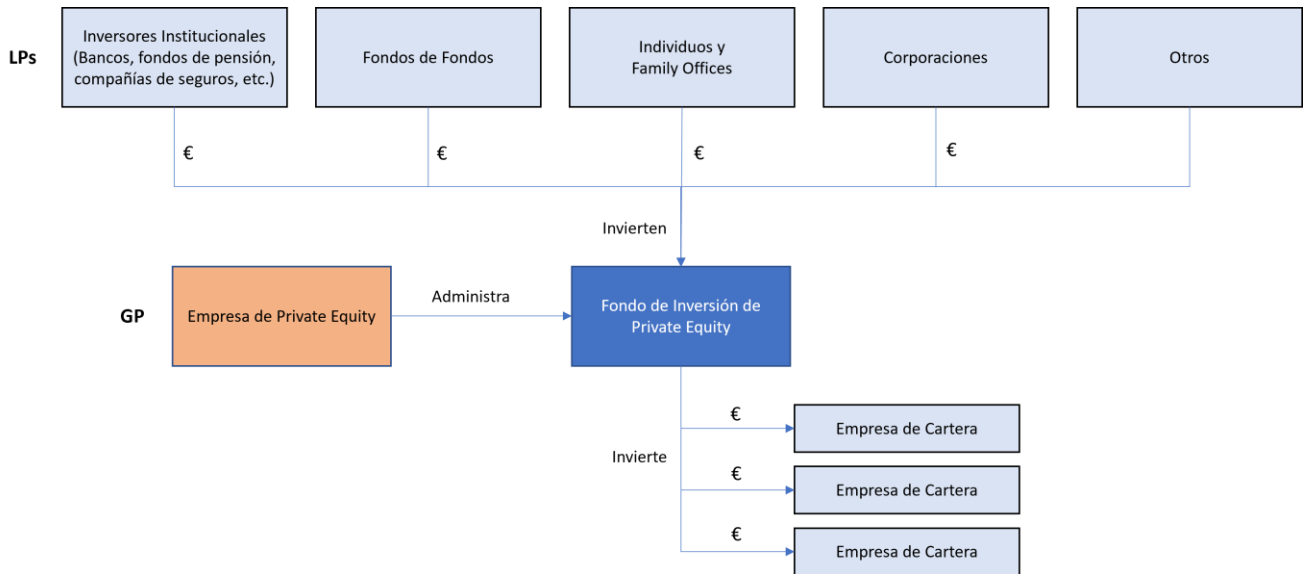 LPs
Inversores Institucionales
(Bancos, fondos de pensión,
compañías de seguros, etc.)
Fondos de Fondos
Individuos y
Family Offices
Corporaciones
Otros
€
€
€
€
Invierten
GP
Empresa de Private Equity
Administra
Fondo de Inversión de
Private Equity
Invierte
€
Empresa de Cartera
€
Empresa de Cartera
€
Empresa de Cartera